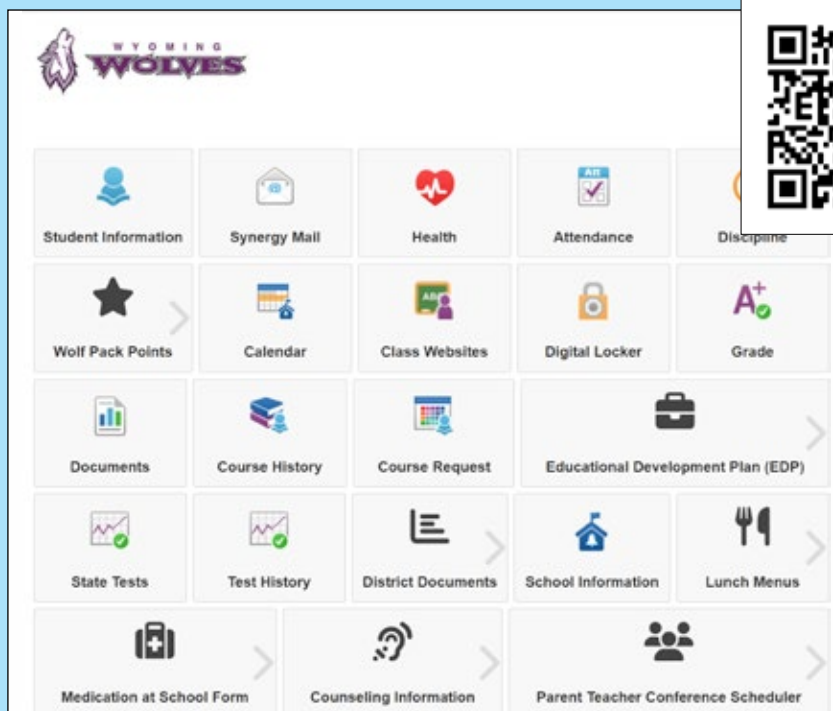 WYOMING
WOLVES
Student Information
Synergy Mail
Health
Attendance
Discipline
Wolf Pack Points
Calendar
Class Websites
Digital Locker
Grade
Documents
Course History
Course Request
Educational Development Plan (EDP)
State Tests
Test History
District Documents
School Information
Lunch Menus
Medication at School Form
Counseling Information
Parent Teacher Conference Scheduler